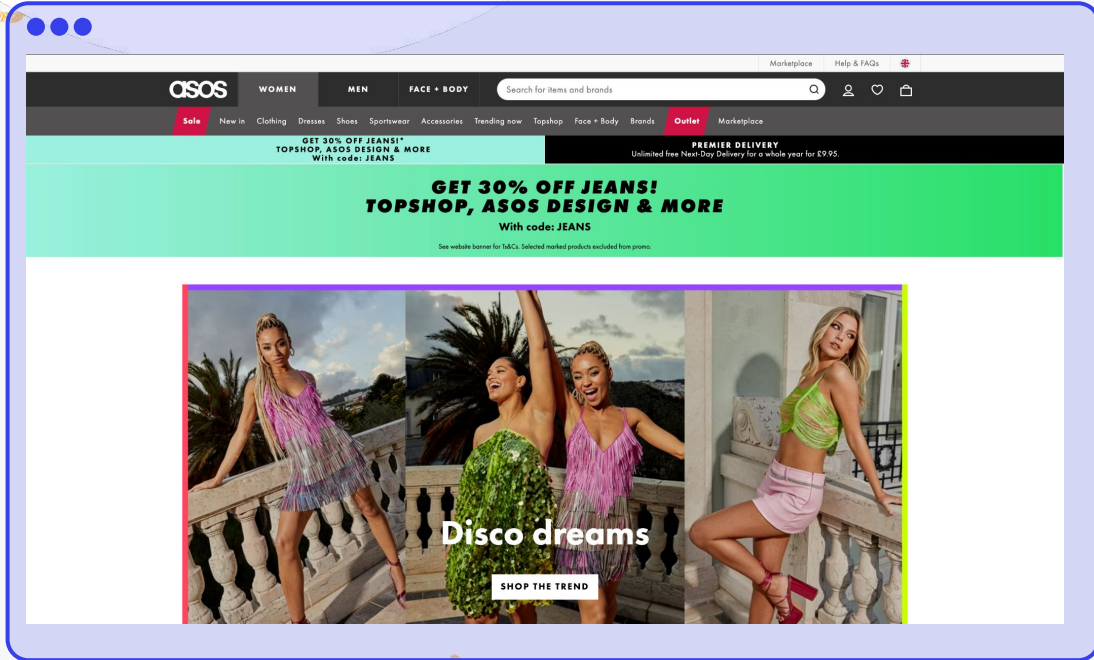 Marketplace Help & FAQs
asos WOMEN MEN FACE + BODY Search for items and brands
Sale New in Clothing Dresses Shoes Sportswear Accessories Trending now Topshop Face + Body Brands Outlet Marketplace
GET 30% OFF JEANS!*
TOPSHOP, ASOS DESIGN & MORE
With code: JEANS
PREMIER DELIVERY
Unlimited free Next-Day Delivery for a whole year for £9.95.
GET 30% OFF JEANS!
TOPSHOP, ASOS DESIGN & MORE
With code: JEANS
See website banner for Ts&Cs. Selected marked products excluded from promo.
Disco dreams
SHOP THE TREND